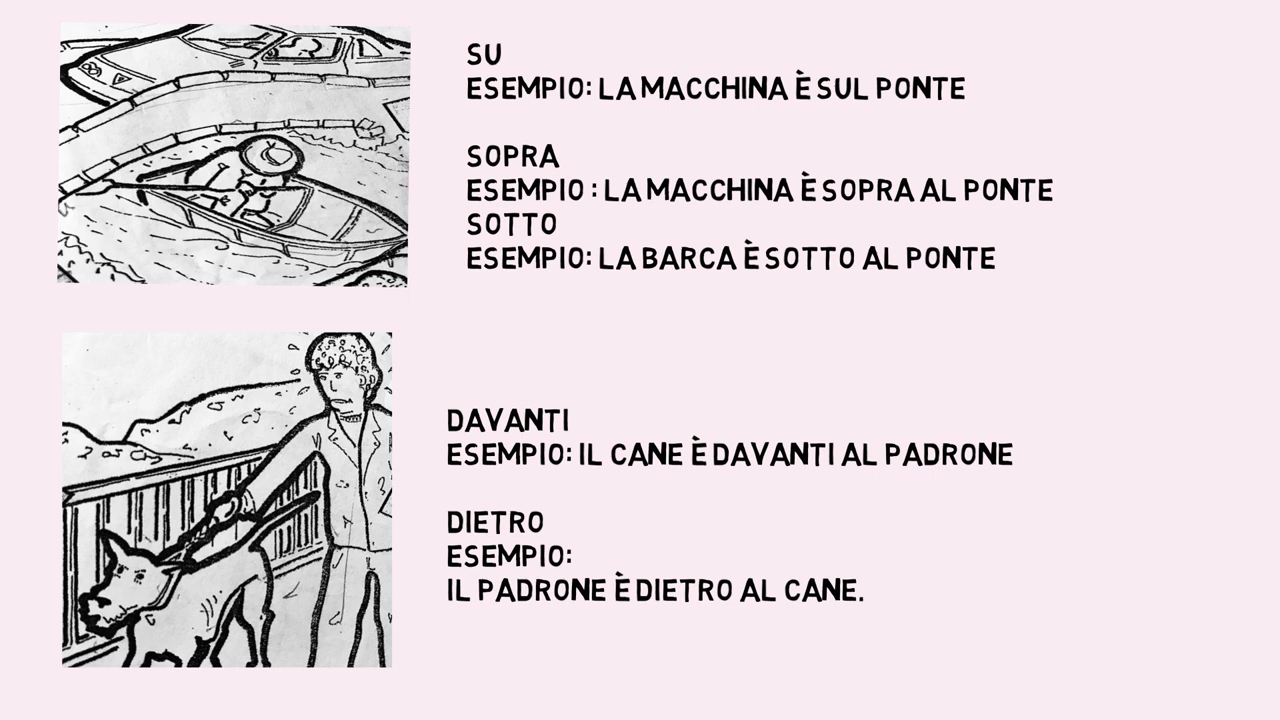 SU
ESEMPIO: LA MACCHINA È SUL PONTE
SOPRA
ESEMPIO : LA MACCHINA È SOPRA AL PONTE
SOTTO
ESEMPIO: LA BARCA È SOTTO AL PONTE
DAVANTI
ESEMPIO: IL CANE È DAVANTI AL PADRONE
DIETRO
ESEMPIO:
IL PADRONE È DIETRO AL CANE.